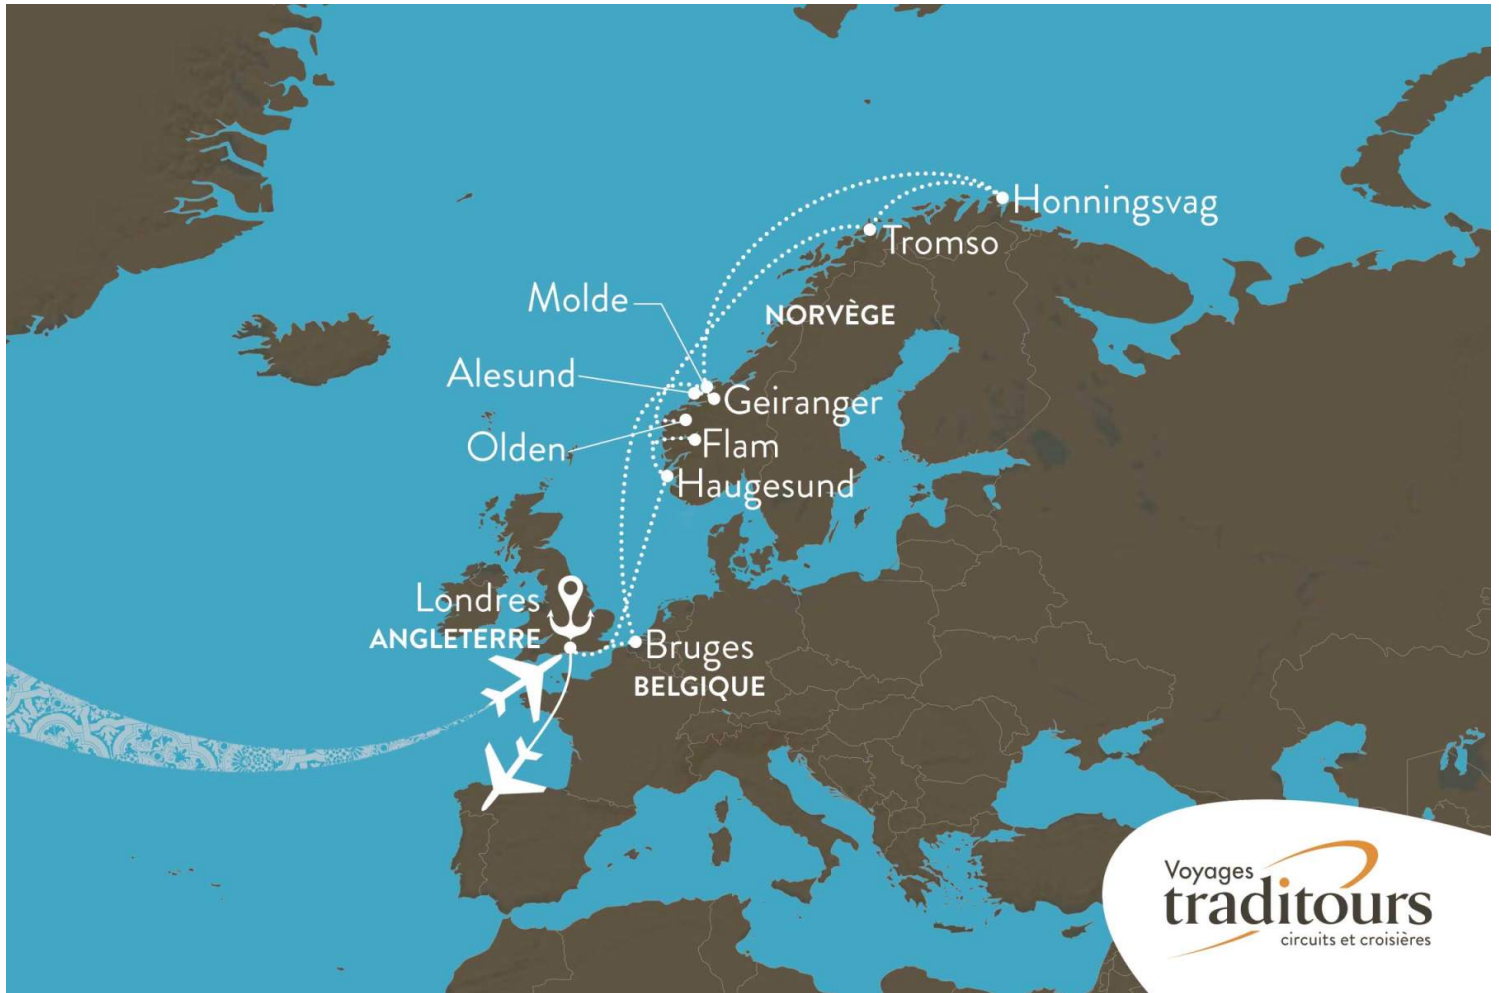 Honningsvag
Tromso
Molde
NORVÈGE
Alesund
Geiranger
Olden
Flam
Haugesund
Londres
ANGLETERRE
Bruges
BELGIQUE
Voyages
traditours
circuits et croisières